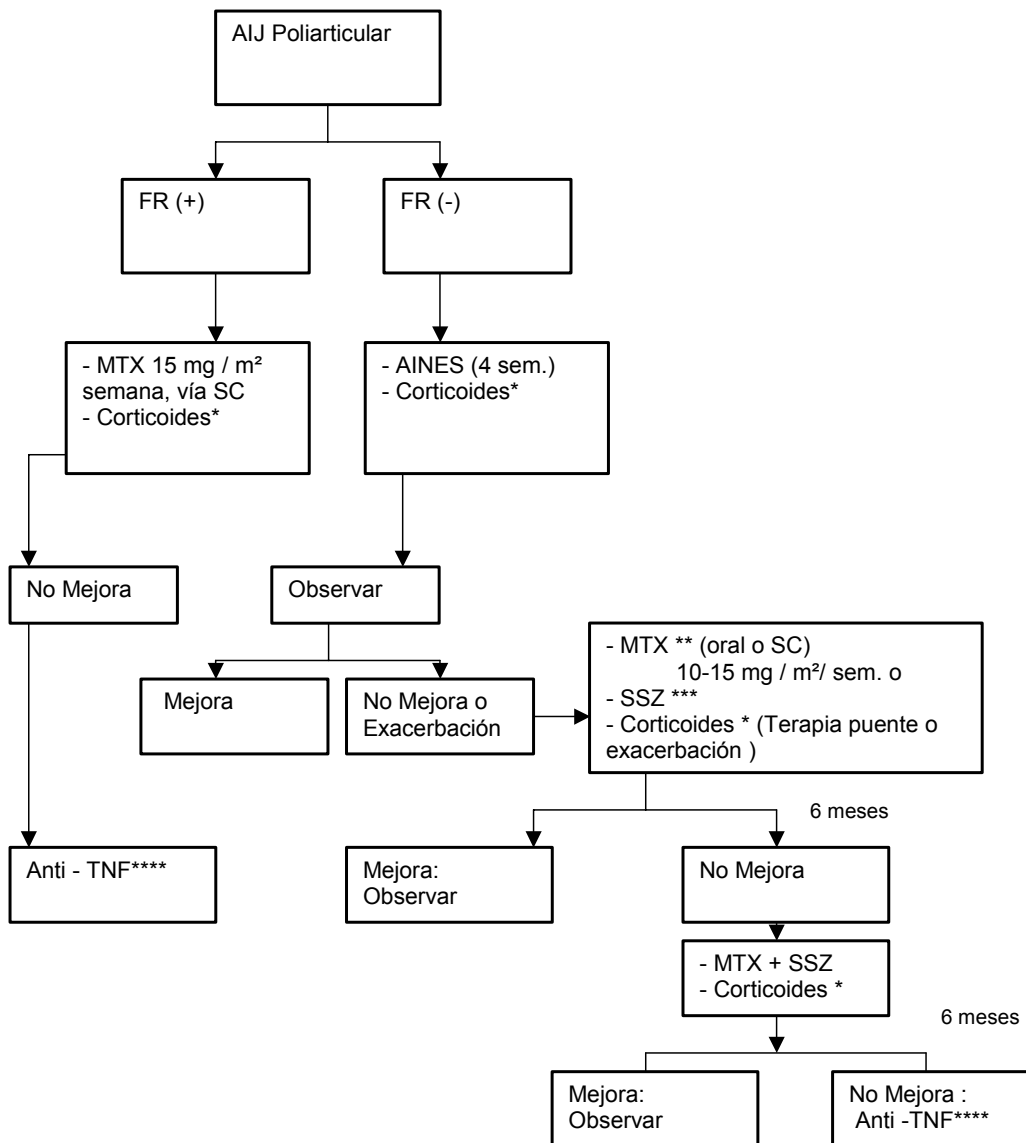 AIJ Poliarticular
FR (+)
FR (-)
- MTX 15 mg / m²
semana, vía SC
- Corticoides*
- AINES (4 sem.)
- Corticoides*
No Mejora
Observar
Mejora
No Mejora o
Exacerbación
- MTX ** (oral o SC)
10-15 mg / m²/ sem. o
- SSZ ***
- Corticoides * (Terapia puente o
exacerbación )
6 meses
Anti - TNF****
Mejora:
Observar
No Mejora
- MTX + SSZ
- Corticoides *
6 meses
Mejora:
Observar
No Mejora :
Anti -TNF****